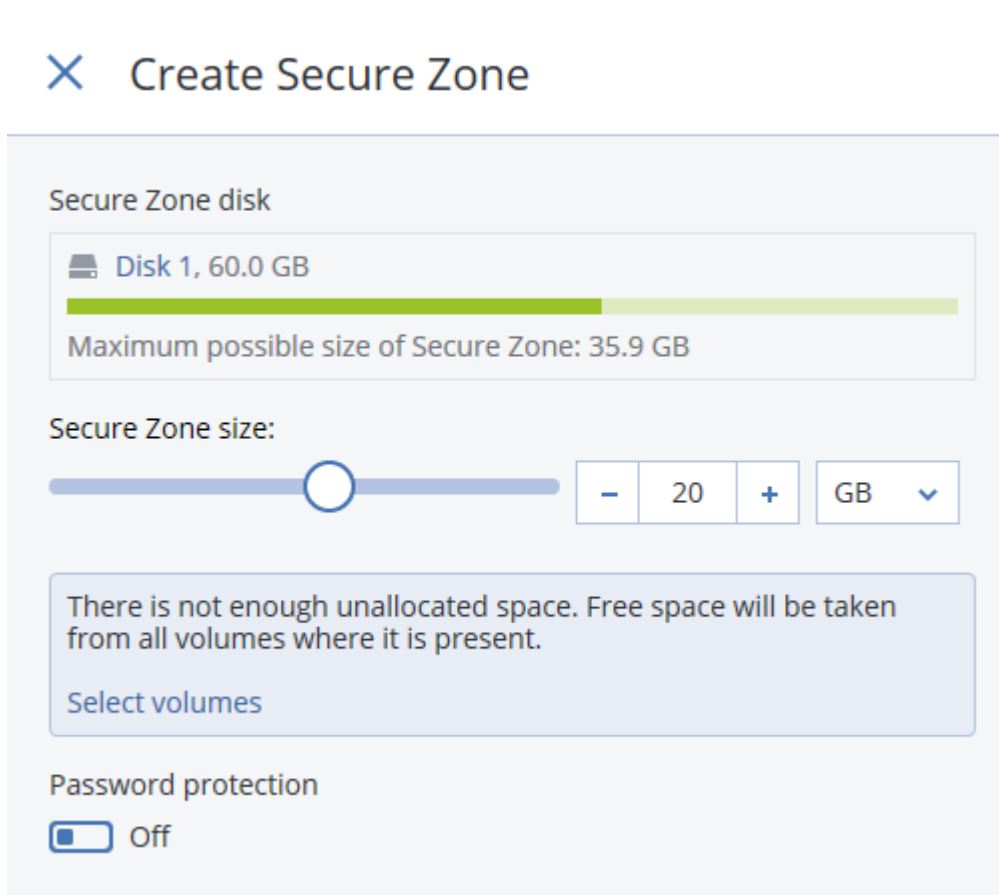 Create Secure Zone
Secure Zone disk
Disk 1, 60.0 GB
Maximum possible size of Secure Zone: 35.9 GB
Secure Zone size:
− 20 + GB
There is not enough unallocated space. Free space will be taken
from all volumes where it is present.
Select volumes
Password protection
Off